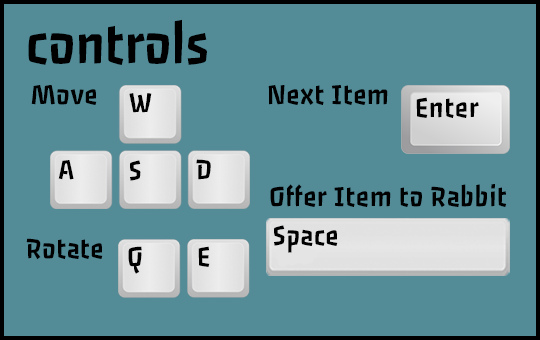 controls
Move
W
A S D
Rotate
Q E
Next Item
Enter
Offer Item to Rabbit
Space